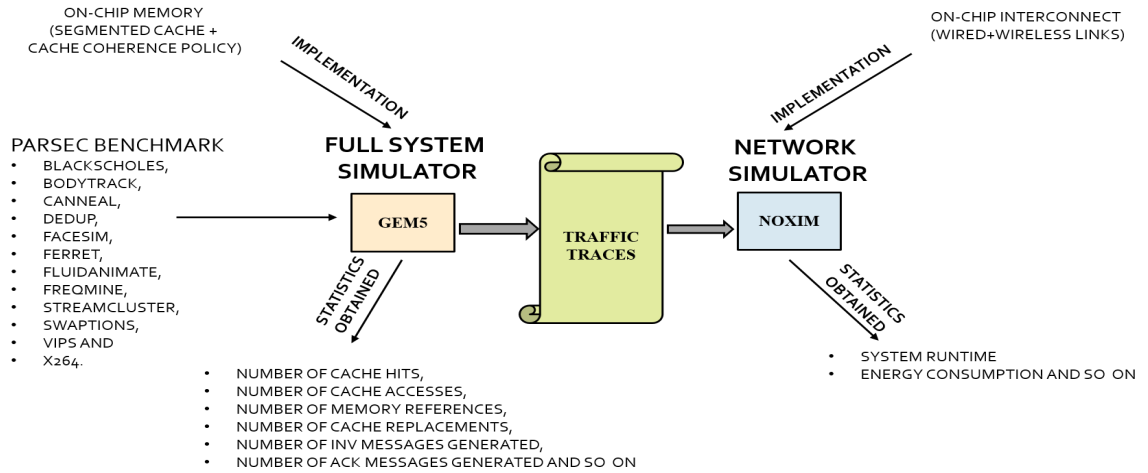 ON-CHIP MEMORY
(SEGMENTED CACHE +
CACHE COHERENCE POLICY)
IMPLEMENTATION
ON-CHIP INTERCONNECT
(WIRED+WIRELESS LINKS)
IMPLEMENTATION
PARSEC BENCHMARK
• BLACKSCHOLES,
• BODYTRACK,
• CANNEAL,
• DEDUP,
• FACESIM,
• FERRET,
• FLUIDANIMATE,
• FREQMINE,
• STREAMCLUSTER,
• SWAPTIONS,
• VIPS AND
• X264.
FULL SYSTEM
SIMULATOR
GEM5
TRAFFIC
TRACES
NETWORK
SIMULATOR
NOXIM
STATISTICS
OBTAINED
• NUMBER OF CACHE HITS,
• NUMBER OF CACHE ACCESSES,
• NUMBER OF MEMORY REFERENCES,
• NUMBER OF CACHE REPLACEMENTS,
• NUMBER OF INV MESSAGES GENERATED,
• NUMBER OF ACK MESSAGES GENERATED AND SO ON
STATISTICS
OBTAINED
• SYSTEM RUNTIME
• ENERGY CONSUMPTION AND SO ON